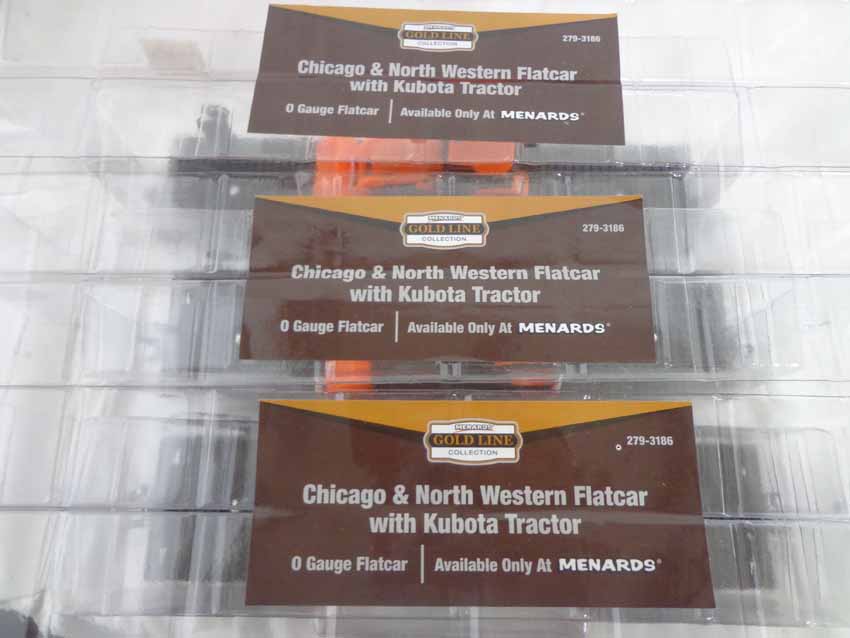 MENARDS
GOLD LINE
COLLECTION
279-3186
Chicago & North Western Flatcar
with Kubota Tractor
O Gauge Flatcar | Available Only At MENARDS®
MENARDS
GOLD LINE
COLLECTION
279-3186
Chicago & North Western Flatcar
with Kubota Tractor
O Gauge Flatcar | Available Only At MENARDS®
MENARDS
GOLD LINE
COLLECTION
279-3186
Chicago & North Western Flatcar
with Kubota Tractor
O Gauge Flatcar | Available Only At MENARDS®